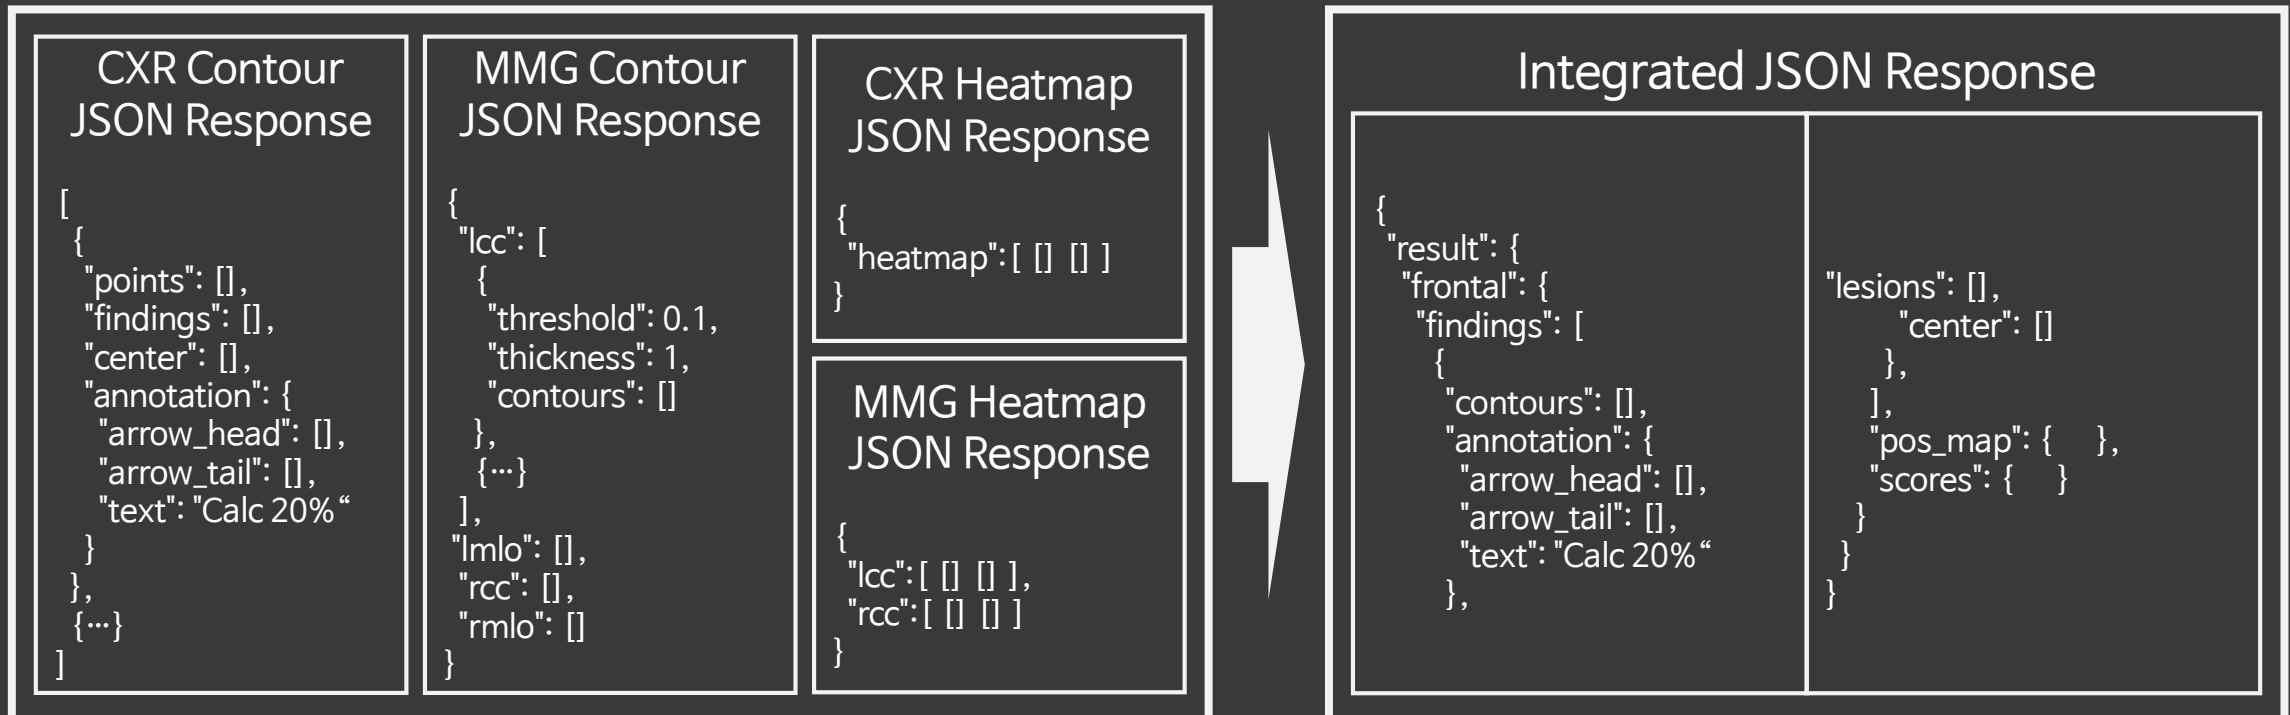 CXR Contour
JSON Response
[
{
"points": [],
"findings": [],
"center": [],
"annotation": {
"arrow_head": [],
"arrow_tail": [],
"text": "Calc 20%“
}
},
{…}
]
MMG Contour
JSON Response
{
"lcc": [
{
"threshold": 0.1,
"thickness": 1,
"contours": []
},
{…}
],
"lmlo": [],
"rcc": [],
"rmlo": []
}
CXR Heatmap
JSON Response
{
"heatmap":[ [] [] ]
}
MMG Heatmap
JSON Response
{
"lcc":[ [] [] ],
"rcc":[ [] [] ]
}
Integrated JSON Response
{
"result": {
"frontal": {
"findings": [
{
"contours": [],
"annotation": {
"arrow_head": [],
"arrow_tail": [],
"text": "Calc 20%“
},
"lesions": [],
"center": []
},
],
"pos_map": { },
"scores": { }
}
}
}